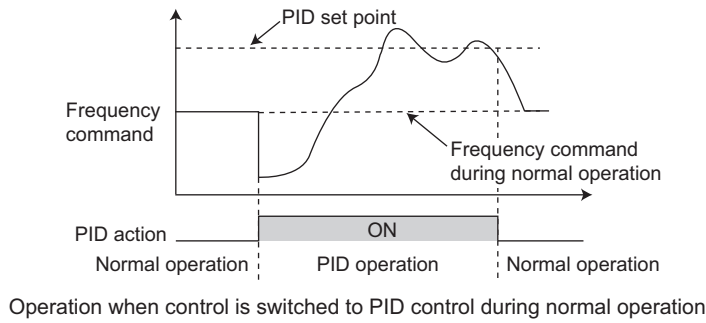 PID set point
Frequency
command
Frequency command
during normal operation
PID action
ON
Normal operation
PID operation
Normal operation
Operation when control is switched to PID control during normal operation